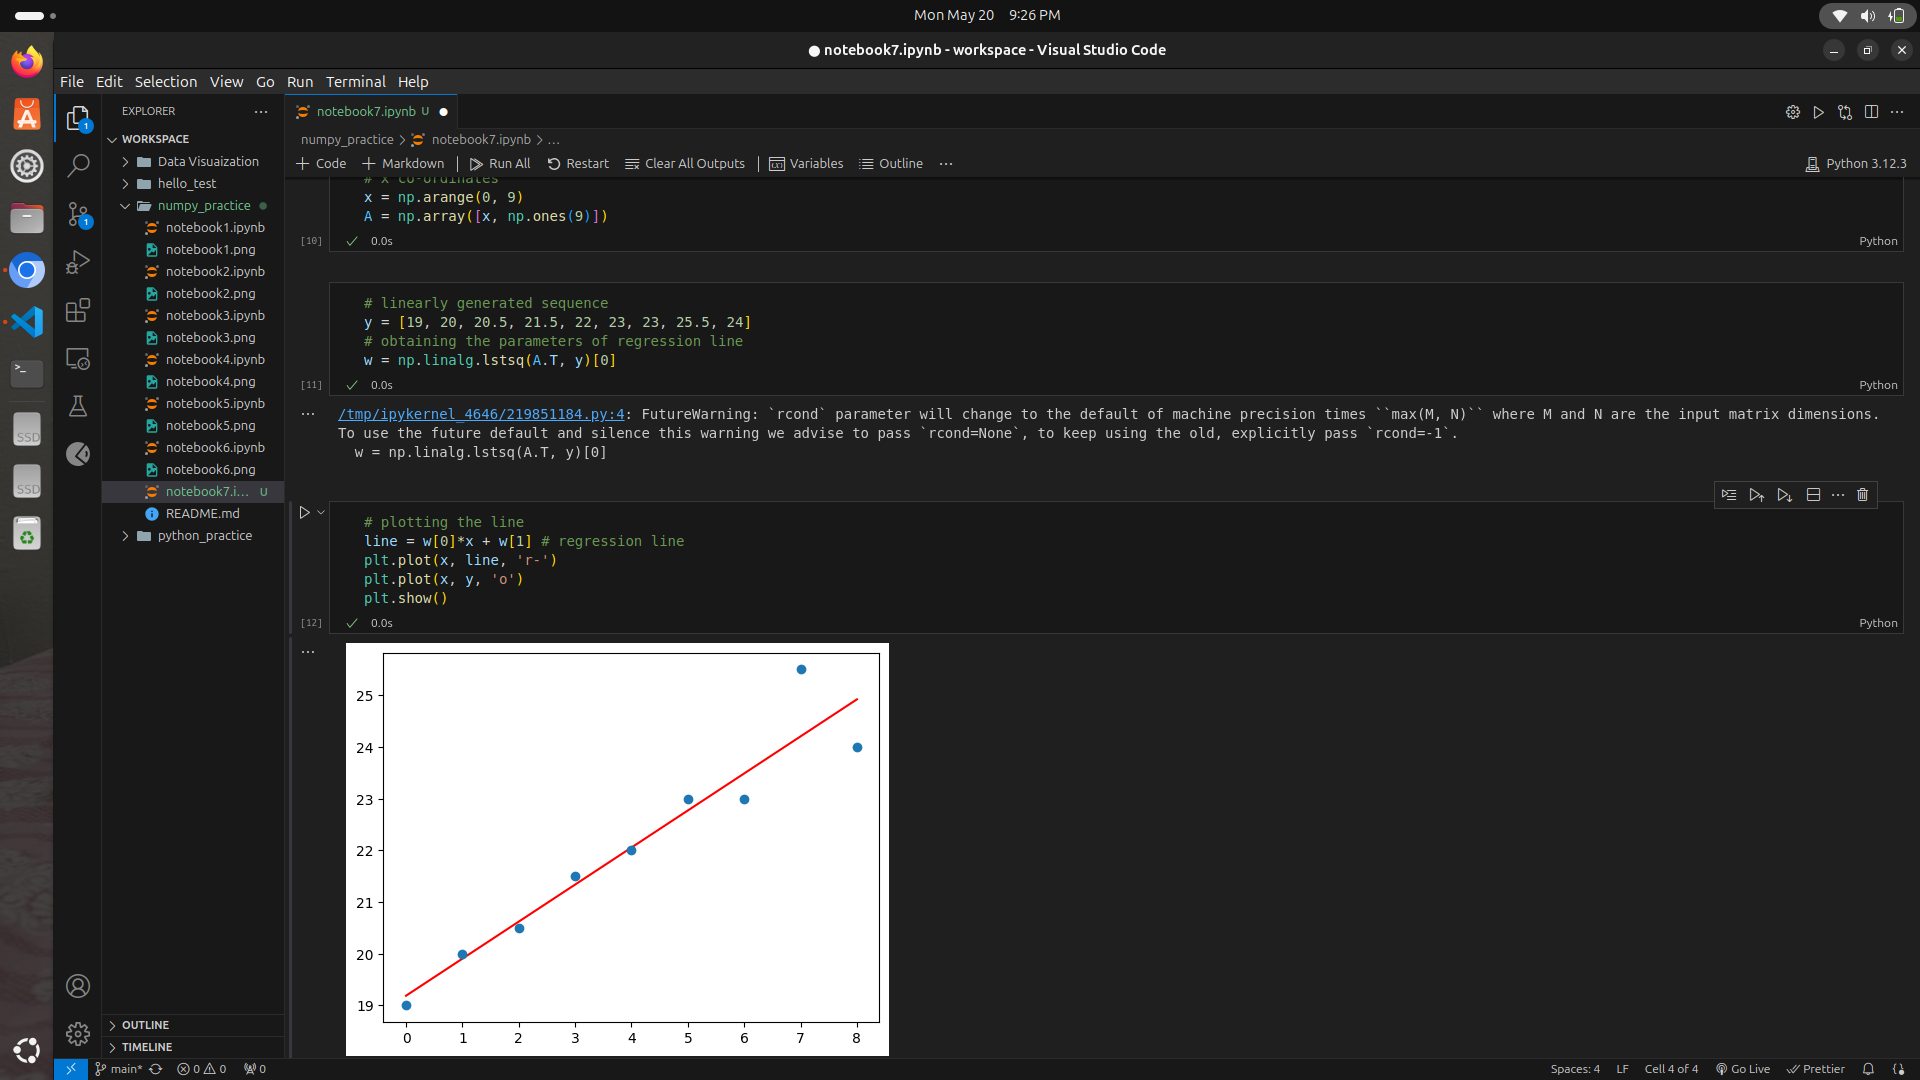 Mon May 20 9:26 PM
notebook7.ipynb - workspace - Visual Studio Code
File Edit Selection View Go Run Terminal Help
EXPLORER
WORKSPACE
Data Visuaization
hello_test
numpy_practice
notebook1.ipynb
notebook1.png
notebook2.ipynb
notebook2.png
notebook3.ipynb
notebook3.png
notebook4.ipynb
notebook4.png
notebook5.ipynb
notebook5.png
notebook6.ipynb
notebook6.png
notebook7.i... U
README.md
python_practice
OUTLINE
TIMELINE
notebook7.ipynb U
numpy_practice > notebook7.ipynb > ...
Code Markdown Run All Restart Clear All Outputs Variables Outline ... Python 3.12.3
# x co-ordinates
x = np.arange(0, 9)
A = np.array([x, np.ones(9)])
[10] 0.0s Python
# linearly generated sequence
y = [19, 20, 20.5, 21.5, 22, 23, 23, 25.5, 24]
# obtaining the parameters of regression line
w = np.linalg.lstsq(A.T, y)[0]
[11] 0.0s Python
/tmp/ipykernel_4646/219851184.py:4: FutureWarning: `rcond` parameter will change to the default of machine precision times ``max(M, N)`` where M and N are the input matrix dimensions.
To use the future default and silence this warning we advise to pass `rcond=None`, to keep using the old, explicitly pass `rcond=-1`.
w = np.linalg.lstsq(A.T, y)[0]
# plotting the line
line = w[0]*x + w[1] # regression line
plt.plot(x, line, 'r-')
plt.plot(x, y, 'o')
plt.show()
[12] 0.0s Python
25
24
23
22
21
20
19
0 1 2 3 4 5 6 7 8
main* 0 0 0 Spaces: 4 LF Cell 4 of 4 Go Live Prettier
SSD
SSD